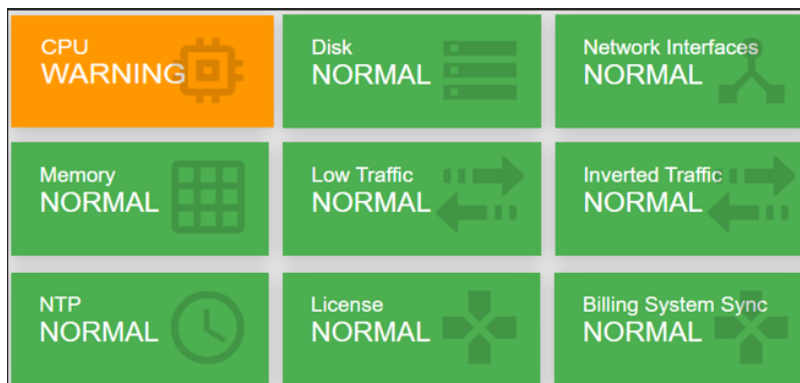 CPU
WARNING
Disk
NORMAL
Network Interfaces
NORMAL
Memory
NORMAL
Low Traffic
NORMAL
Inverted Traffic
NORMAL
NTP
NORMAL
License
NORMAL
Billing System Sync
NORMAL